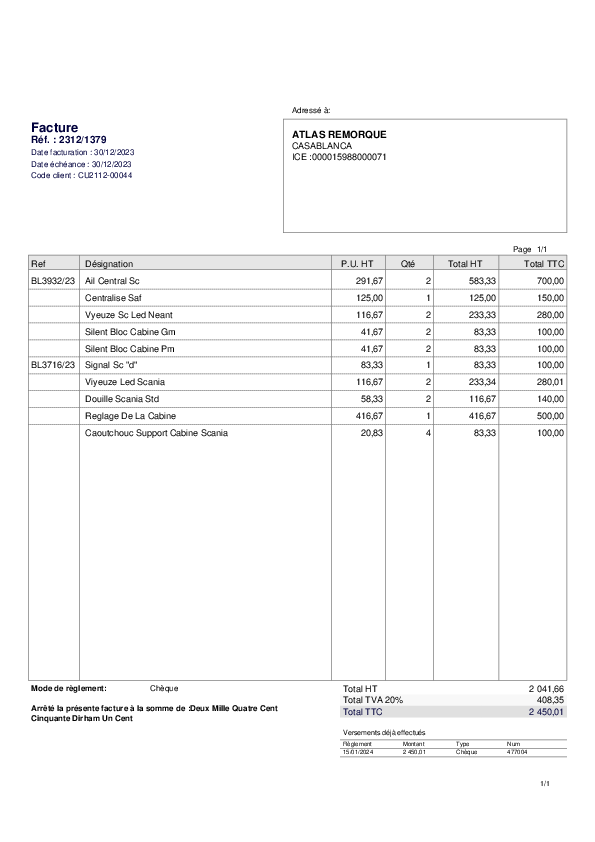 Adressé à:
Facture
Réf. : 2312/1379
Date facturation : 30/12/2023
Date échéance : 30/12/2023
Code client : CU2112-00044
ATLAS REMORQUE
CASABLANCA
ICE :000015988000071
Page 1/1
Ref Désignation P.U. HT Qté Total HT Total TTC
BL3932/23 Ail Central Sc 291,67 2 583,33 700,00
Centralise Saf 125,00 1 125,00 150,00
Vyeuze Sc Led Neant 116,67 2 233,33 280,00
Silent Bloc Cabine Gm 41,67 2 83,33 100,00
Silent Bloc Cabine Pm 41,67 2 83,33 100,00
BL3716/23 Signal Sc "d" 83,33 1 83,33 100,00
Viyeuze Led Scania 116,67 2 233,34 280,01
Douille Scania Std 58,33 2 116,67 140,00
Reglage De La Cabine 416,67 1 416,67 500,00
Caoutchouc Support Cabine Scania 20,83 4 83,33 100,00
Mode de règlement: Chèque
Arrêté la présente facture à la somme de :Deux Mille Quatre Cent
Cinquante Dirham Un Cent
Total HT 2 041,66
Total TVA 20% 408,35
Total TTC 2 450,01
Versements déjà effectués
Règlement Montant Type Num
15/01/2024 2 450,01 Chèque 477004
1/1